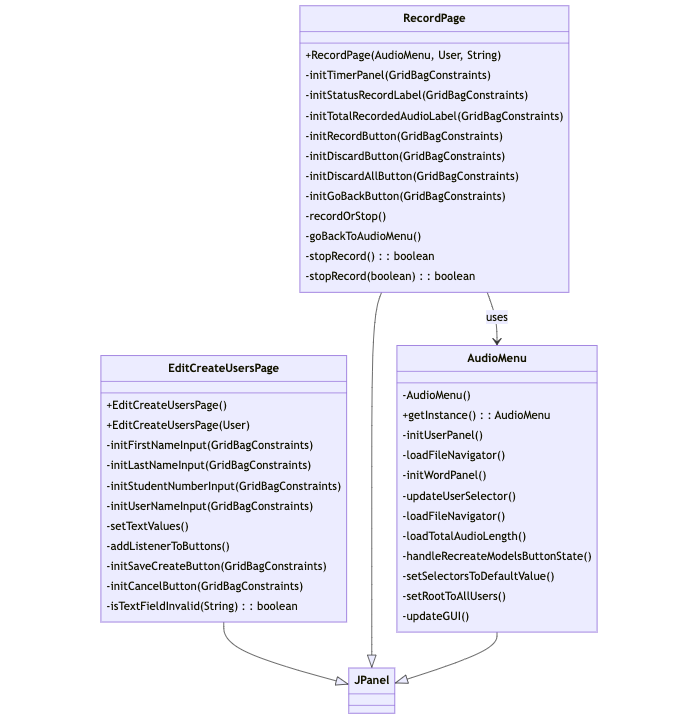 RecordPage
+RecordPage(AudioMenu, User, String)
-initTimerPanel(GridBagConstraints)
-initStatusRecordLabel(GridBagConstraints)
-initTotalRecordedAudioLabel(GridBagConstraints)
-initRecordButton(GridBagConstraints)
-initDiscardButton(GridBagConstraints)
-initDiscardAllButton(GridBagConstraints)
-initGoBackButton(GridBagConstraints)
-recordOrStop()
-goBackToAudioMenu()
-stopRecord() : : boolean
-stopRecord(boolean) : : boolean
uses
EditCreateUsersPage
+EditCreateUsersPage()
+EditCreateUsersPage(User)
-initFirstNameInput(GridBagConstraints)
-initLastNameInput(GridBagConstraints)
-initStudentNumberInput(GridBagConstraints)
-initUserNameInput(GridBagConstraints)
-setTextValues()
-addListenerToButtons()
-initSaveCreateButton(GridBagConstraints)
-initCancelButton(GridBagConstraints)
-isTextFieldInvalid(String) : : boolean
AudioMenu
-AudioMenu()
+getInstance() : : AudioMenu
-initUserPanel()
-loadFileNavigator()
-initWordPanel()
-updateUserSelector()
-loadFileNavigator()
-loadTotalAudioLength()
-handleRecreateModelsButtonState()
-setSelectorsToDefaultValue()
-setRootToAllUsers()
-updateGUI()
JPanel